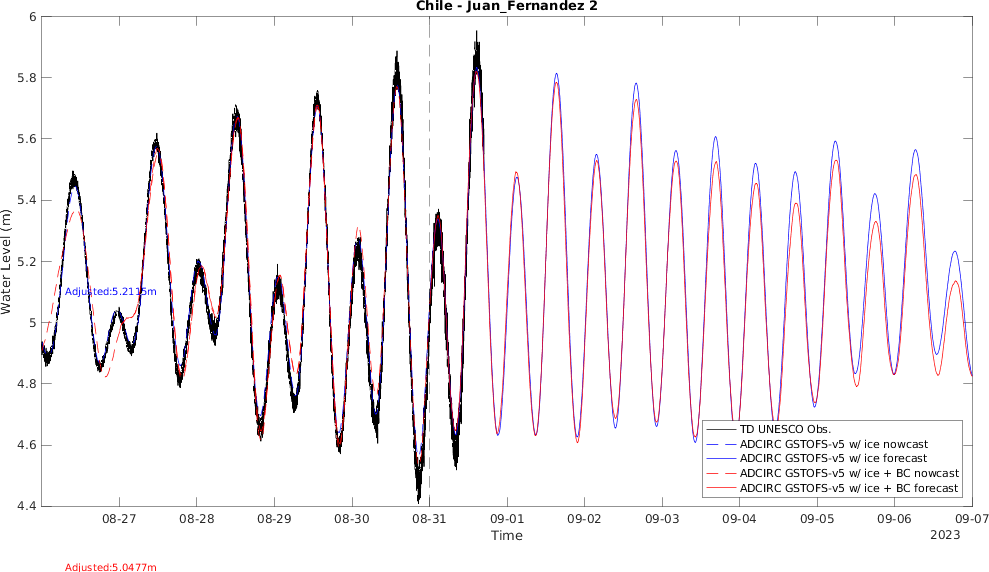 Chile - Juan_Fernandez 2
6
5.8
5.6
5.4
5.2
5
4.8
4.6
4.4
Water Level (m)
Adjusted:5.2115m
TD UNESCO Obs.
ADCIRC GSTOFS-v5 w/ ice nowcast
ADCIRC GSTOFS-v5 w/ ice forecast
ADCIRC GSTOFS-v5 w/ ice + BC nowcast
ADCIRC GSTOFS-v5 w/ ice + BC forecast
08-27 08-28 08-29 08-30 08-31 09-01 09-02 09-03 09-04 09-05 09-06 09-07
Time
2023
Adjusted:5.0477m